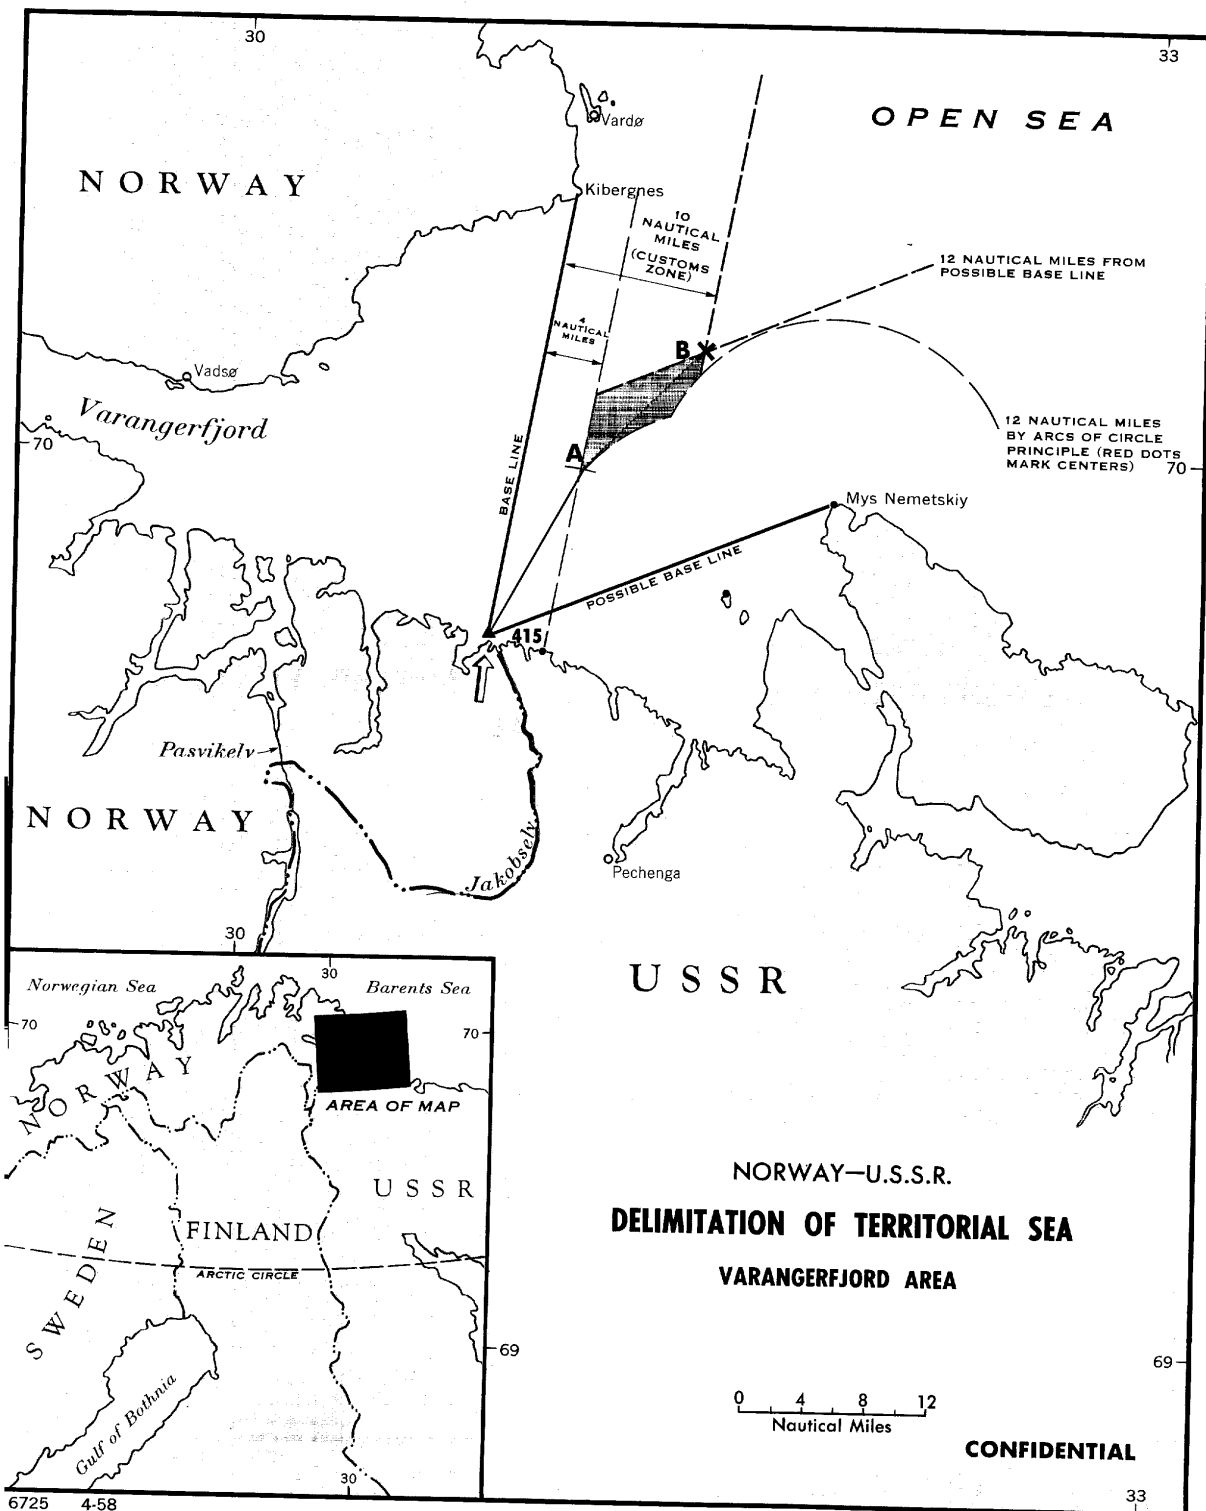 30
33
OPEN SEA
Vardø
NORWAY
Kibergnes
10
NAUTICAL
MILES
(CUSTOMS
ZONE)
12 NAUTICAL MILES FROM
POSSIBLE BASE LINE
4
NAUTICAL
MILES
B
Vadsø
Varangerfjord
12 NAUTICAL MILES
BY ARCS OF CIRCLE
PRINCIPLE (RED DOTS
MARK CENTERS)
70
70
A
BASE LINE
Mys Nemetskiy
POSSIBLE BASE LINE
415
Pasvikelv
NORWAY
Jakobselv
Pechenga
30
USSR
30
Norwegian Sea
Barents Sea
70
70
NORWAY
AREA OF MAP
USSR
FINLAND
ARCTIC CIRCLE
SWEDEN
Gulf of Bothnia
30
NORWAY—U.S.S.R.
DELIMITATION OF TERRITORIAL SEA
VARANGERFJORD AREA
69
69
0 4 8 12
Nautical Miles
CONFIDENTIAL
6725 4-58
33